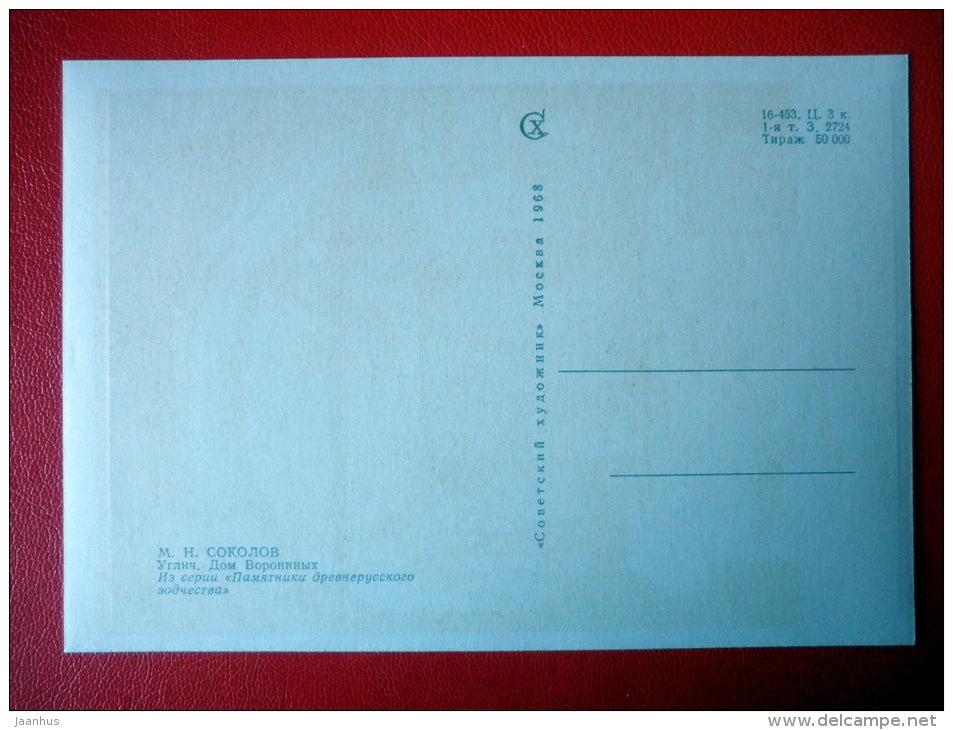 СХ
16-453. Ц. 3 к.
1-я т. З. 2724
Тираж 50 000
«Советский художник» Москва 1968
М. Н. СОКОЛОВ
Углич. Дом Ворониных
Из серии «Памятники древнерусского
зодчества»
jaanhus
www.delcampe.net